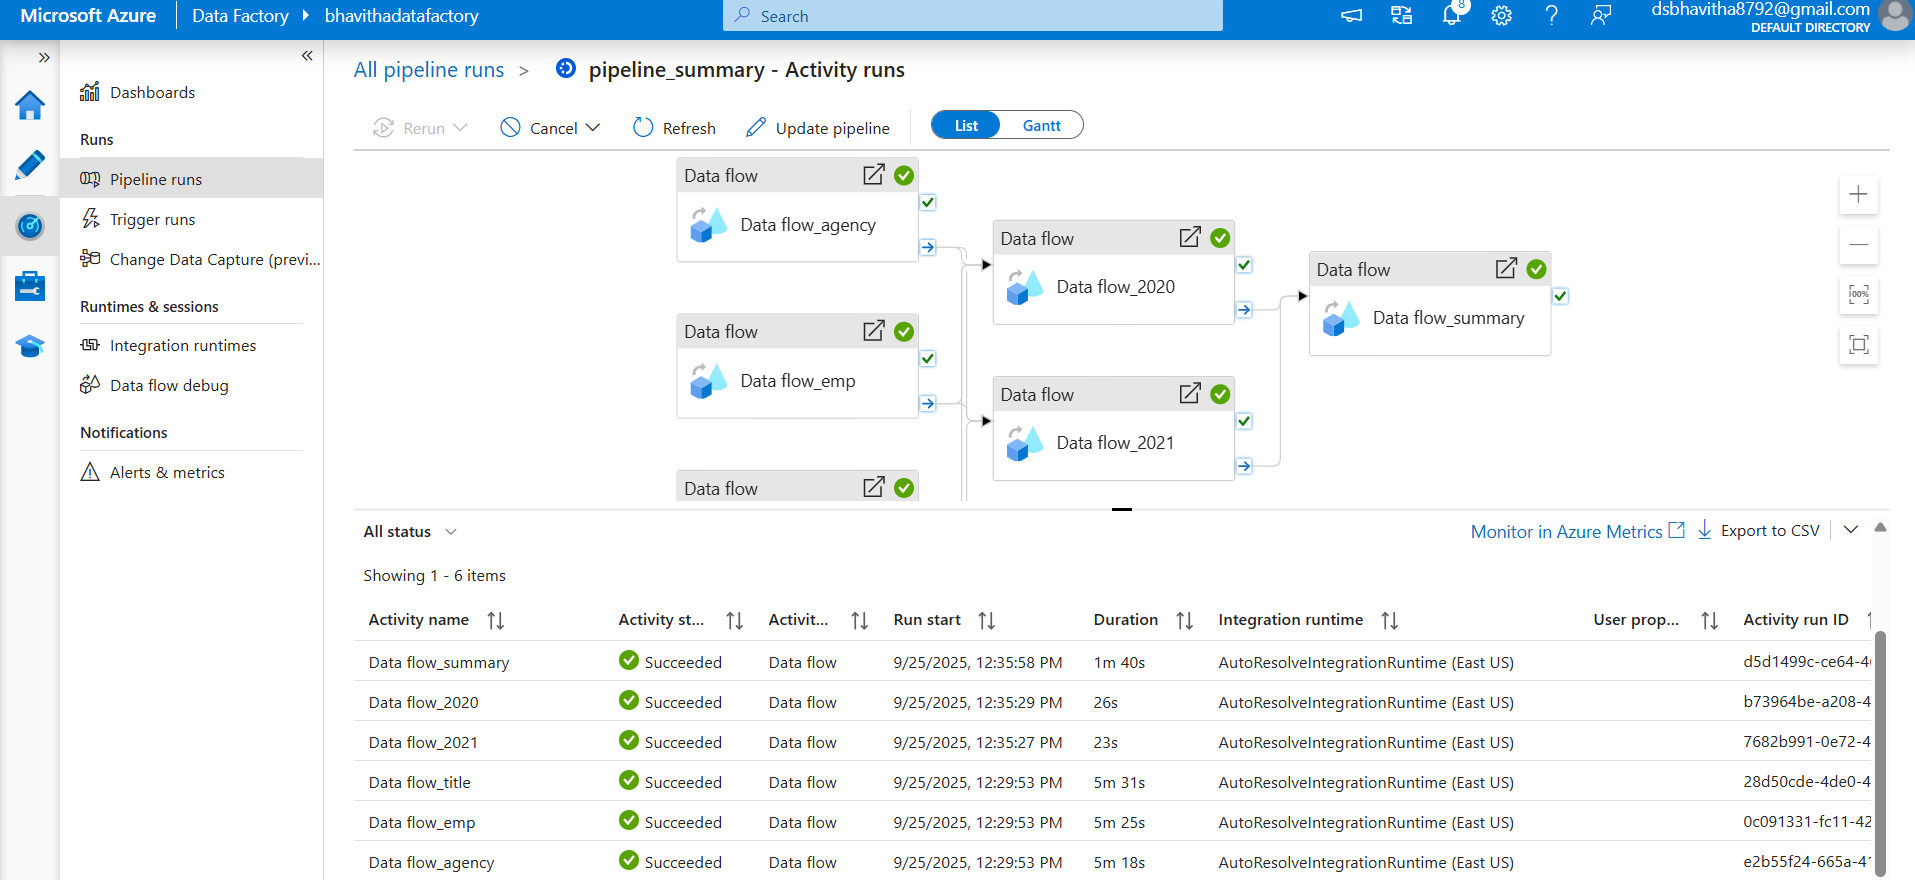 Microsoft Azure Data Factory bhavithadatafactory Search 8 dsbhavitha8792@gmail.com
DEFAULT DIRECTORY
All pipeline runs > pipeline_summary - Activity runs
Dashboards
Runs
Pipeline runs
Trigger runs
Change Data Capture (previ...
Runtimes & sessions
Integration runtimes
Data flow debug
Notifications
Alerts & metrics
Rerun Cancel Refresh Update pipeline List Gantt
Data flow
Data flow_agency
Data flow
Data flow_emp
Data flow
Data flow
Data flow_2020
Data flow
Data flow_2021
Data flow
Data flow_summary
100%
All status
Monitor in Azure Metrics Export to CSV
Showing 1 - 6 items
Activity name Activity st... Activit... Run start Duration Integration runtime User prop... Activity run ID
Data flow_summary Succeeded Data flow 9/25/2025, 12:35:58 PM 1m 40s AutoResolveIntegrationRuntime (East US) d5d1499c-ce64-4
Data flow_2020 Succeeded Data flow 9/25/2025, 12:35:29 PM 26s AutoResolveIntegrationRuntime (East US) b73964be-a208-4
Data flow_2021 Succeeded Data flow 9/25/2025, 12:35:27 PM 23s AutoResolveIntegrationRuntime (East US) 7682b991-0e72-4
Data flow_title Succeeded Data flow 9/25/2025, 12:29:53 PM 5m 31s AutoResolveIntegrationRuntime (East US) 28d50cde-4de0-4
Data flow_emp Succeeded Data flow 9/25/2025, 12:29:53 PM 5m 25s AutoResolveIntegrationRuntime (East US) 0c091331-fc11-42
Data flow_agency Succeeded Data flow 9/25/2025, 12:29:53 PM 5m 18s AutoResolveIntegrationRuntime (East US) e2b55f24-665a-4